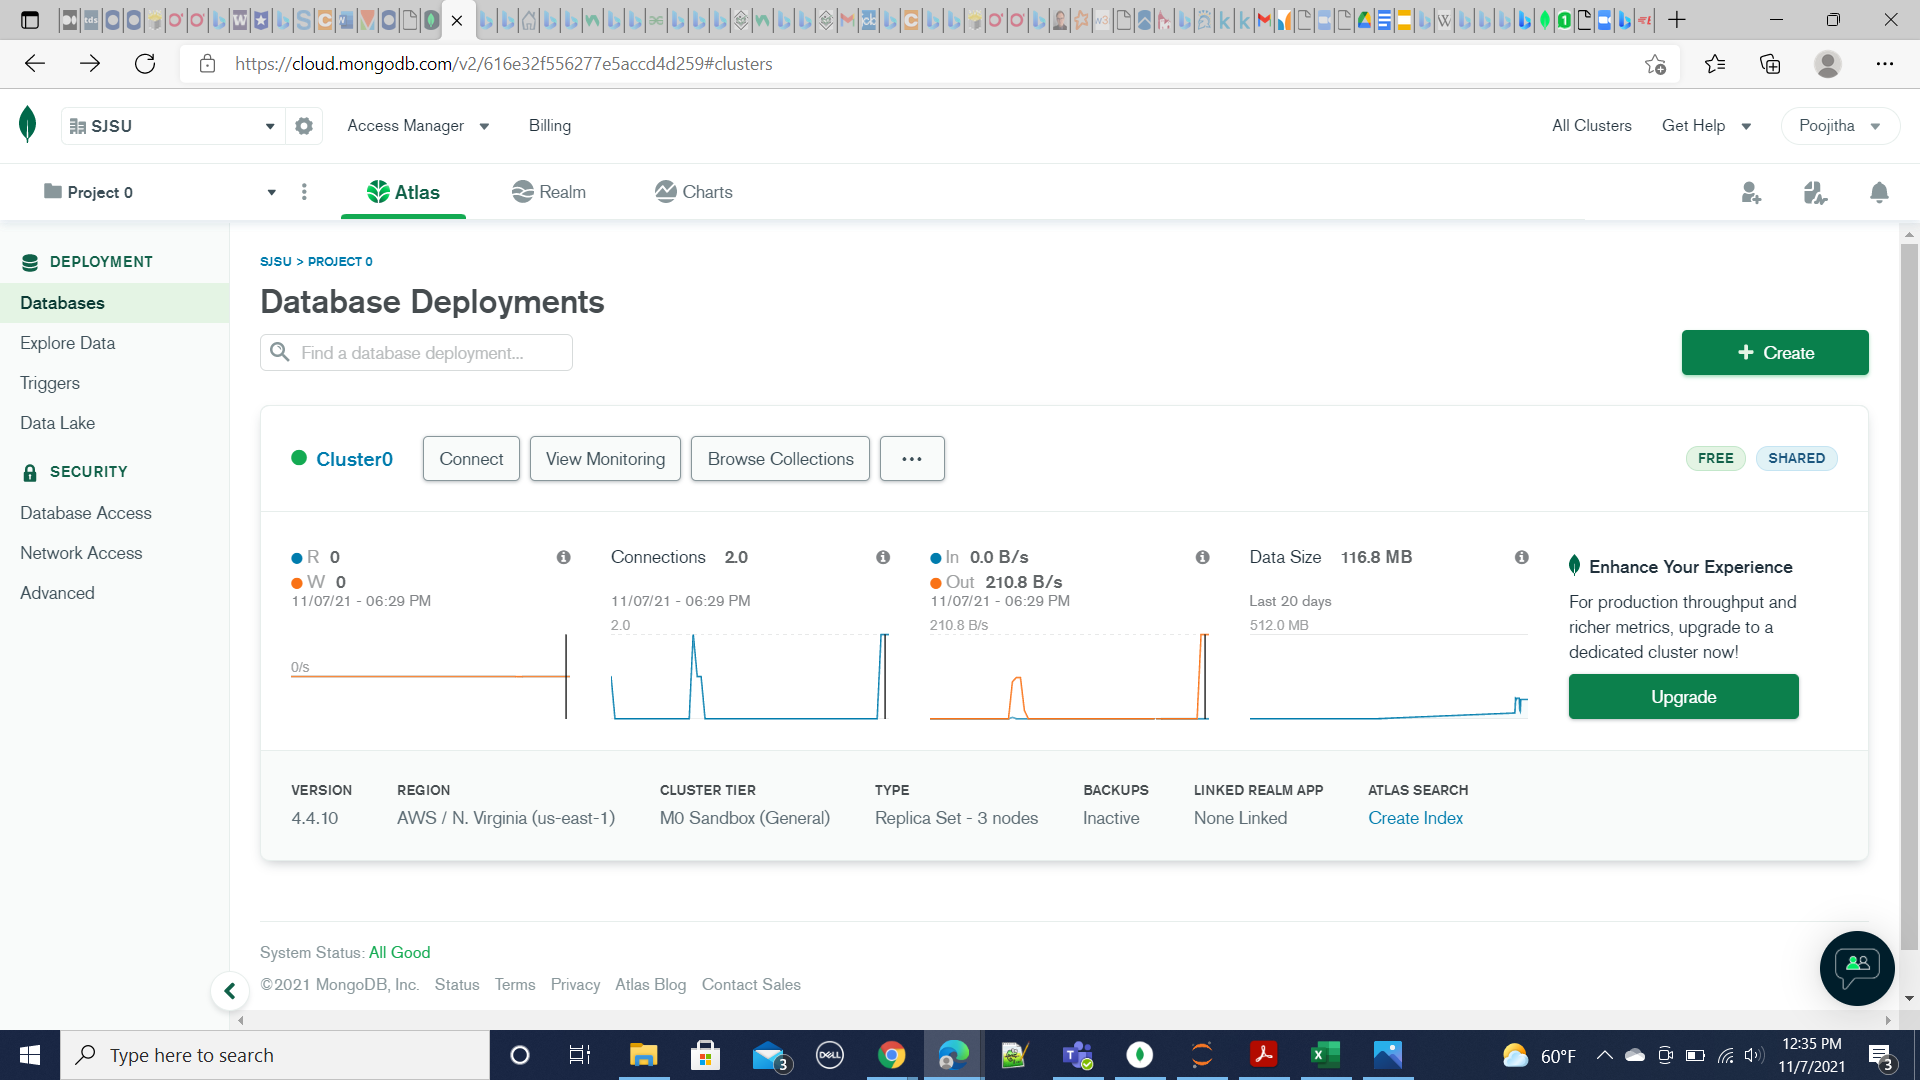 https://cloud.mongodb.com/v2/616e32f556277e5accd4d259#clusters
SJSU
Access Manager
Billing
All Clusters
Get Help
Poojitha
Project 0
Atlas
Realm
Charts
DEPLOYMENT
Databases
Explore Data
Triggers
Data Lake
SECURITY
Database Access
Network Access
Advanced
SJSU > PROJECT 0
Database Deployments
Find a database deployment...
+ Create
Cluster0
Connect
View Monitoring
Browse Collections
FREE
SHARED
R 0
W 0
11/07/21 - 06:29 PM
0/s
Connections 2.0
11/07/21 - 06:29 PM
2.0
In 0.0 B/s
Out 210.8 B/s
11/07/21 - 06:29 PM
210.8 B/s
Data Size 116.8 MB
Last 20 days
512.0 MB
Enhance Your Experience
For production throughput and
richer metrics, upgrade to a
dedicated cluster now!
Upgrade
VERSION
4.4.10
REGION
AWS / N. Virginia (us-east-1)
CLUSTER TIER
M0 Sandbox (General)
TYPE
Replica Set - 3 nodes
BACKUPS
Inactive
LINKED REALM APP
None Linked
ATLAS SEARCH
Create Index
System Status: All Good
©2021 MongoDB, Inc. Status Terms Privacy Atlas Blog Contact Sales
Type here to search
3
DELL
60°F
12:35 PM
11/7/2021
3